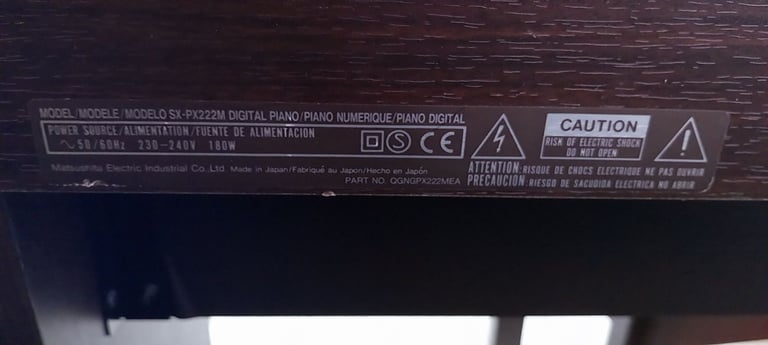 MODEL/MODELE/MODELO SX-PX222M DIGITAL PIANO/PIANO NUMERIQUE/PIANO DIGITAL
POWER SOURCE/ALIMENTATION/FUENTE DE ALIMENTACION
∼50/60Hz 230-240V 180W
S CE
Matsushita Electric Industrial Co.,Ltd. Made in Japan/Fabriqué au Japon/Hecho en Japón
PART NO. QGNGPX222MEA
CAUTION
RISK OF ELECTRIC SHOCK
DO NOT OPEN
ATTENTION:RISQUE DE CHOCS ELECTRIQUE NE PAS OUVRIR
PRECAUCION:RIESGO DE SACUDIDA ELECTRICA NO ABRIR